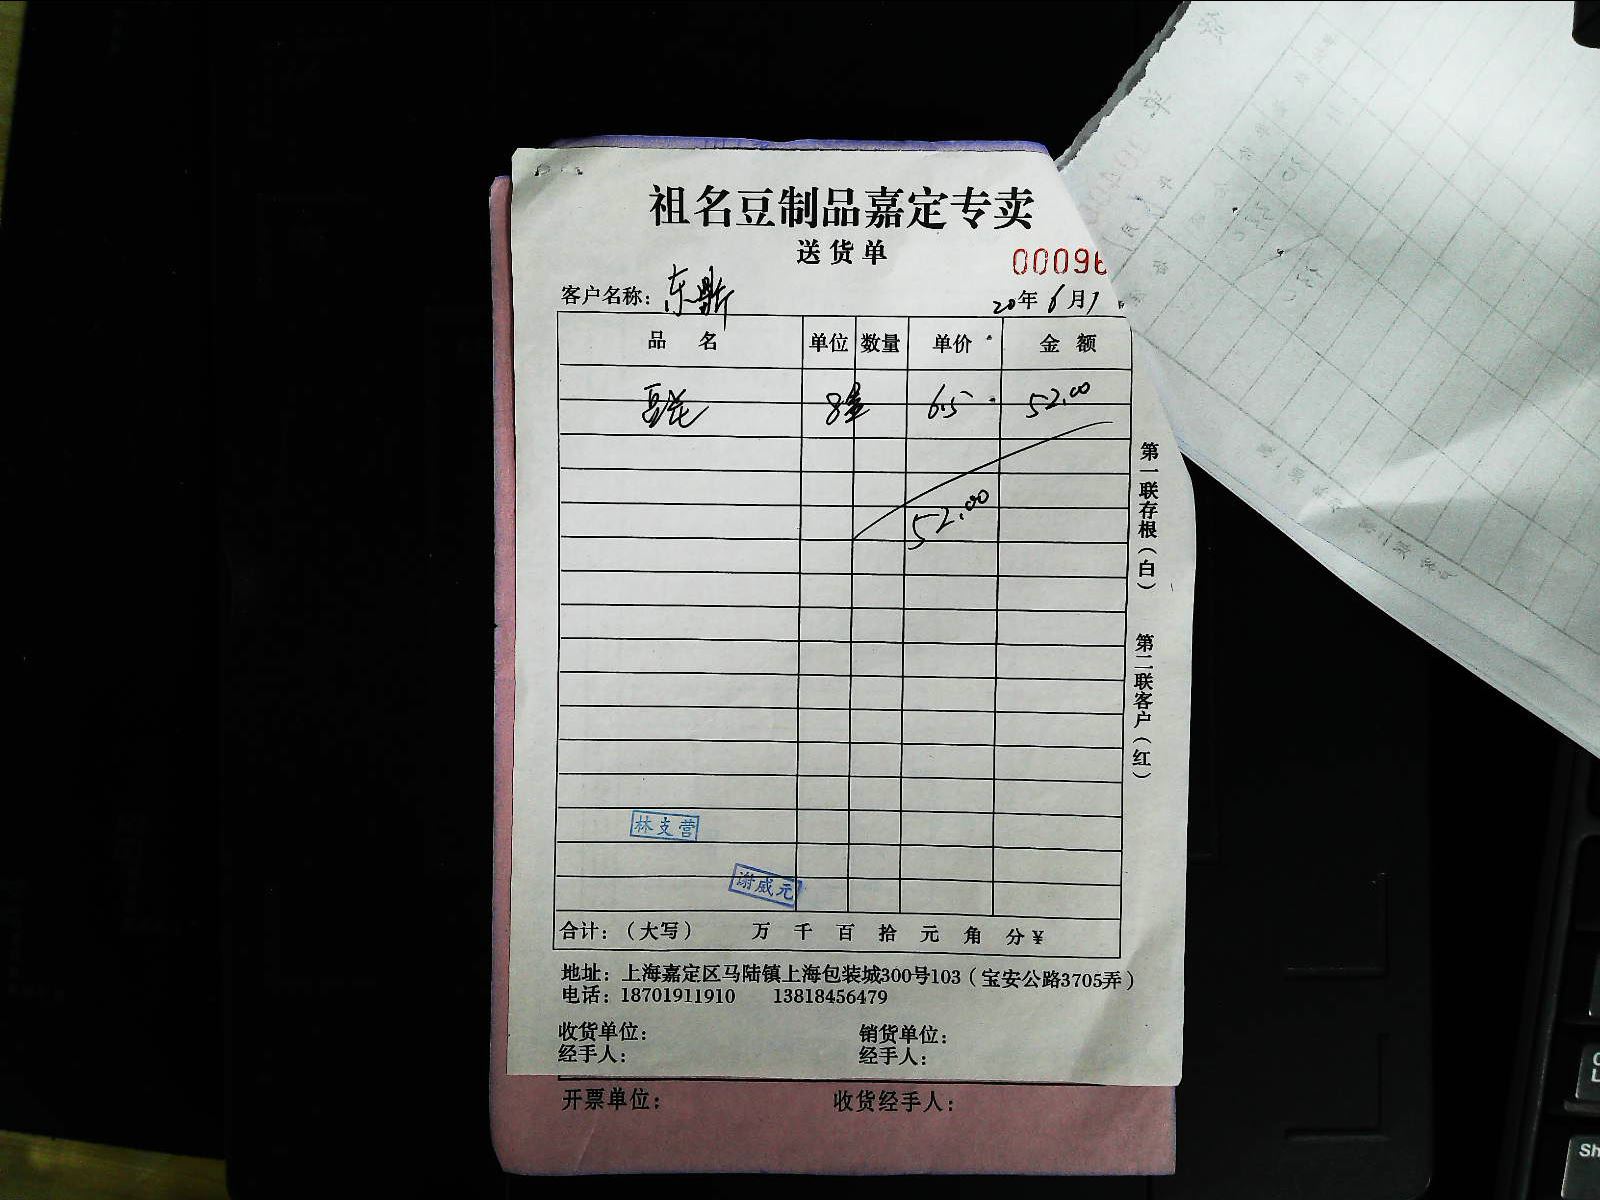 祖名豆制品嘉定专卖
送货单
00096
客户名称：东鼎
20年6月1
品名 单位 数量 单价 金额
豆花 8盒 6.5 52.00
52.00
第一联存根（白）
第二联客户（红）
林支营
谢威元
合计：（大写） 万 千 百 拾 元 角 分¥
地址：上海嘉定区马陆镇上海包装城300号103（宝安公路3705弄）
电话：18701911910 13818456479
收货单位： 销货单位：
经手人： 经手人：
开票单位： 收货经手人：